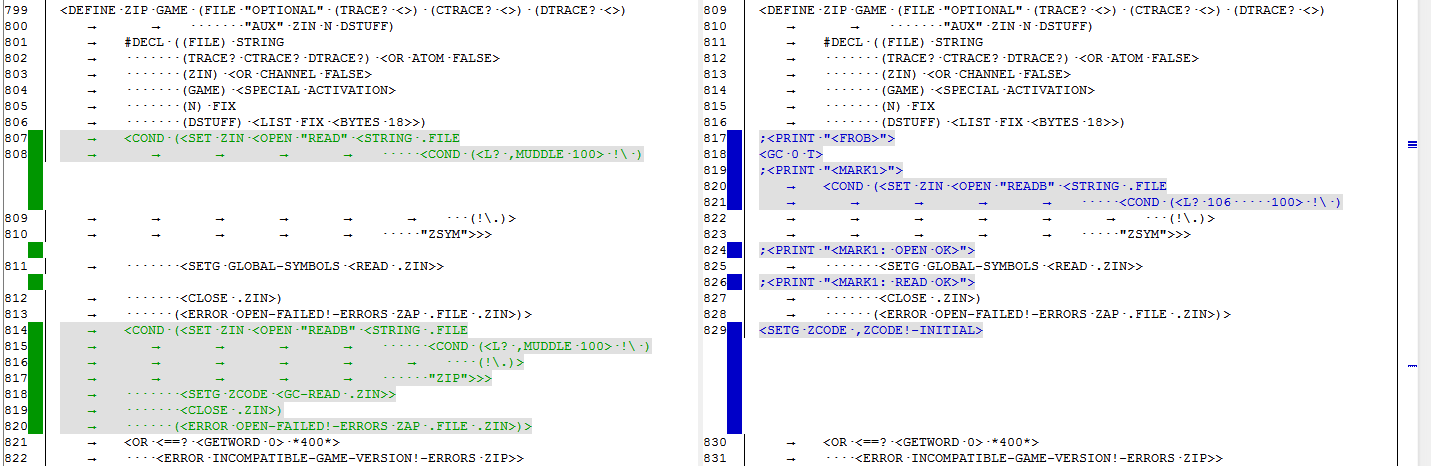 799 <DEFINE·ZIP·GAME·(FILE·"OPTIONAL"·(TRACE?·<>)·(CTRACE?·<>)·(DTRACE?·<>)
800 → → ·······"AUX"·ZIN·N·DSTUFF)
801 → #DECL·((FILE)·STRING
802 → ·······(TRACE?·CTRACE?·DTRACE?)·<OR·ATOM·FALSE>
803 → ·······(ZIN)·<OR·CHANNEL·FALSE>
804 → ·······(GAME)·<SPECIAL·ACTIVATION>
805 → ·······(N)·FIX
806 → ·······(DSTUFF)·<LIST·FIX·<BYTES·18>>)
807 → <COND·(<SET·ZIN·<OPEN·"READ"·<STRING·.FILE
808 → → → → → ·····<COND·(<L?·,MUDDLE·100>·!\·)
809 → → → → → → ···(!\.)>
810 → → → → → ·····"ZSYM">>>
811 → ·······<SETG·GLOBAL-SYMBOLS·<READ·.ZIN>>
812 → ·······<CLOSE·.ZIN>)
813 → ······(<ERROR·OPEN-FAILED!-ERRORS·ZAP·.FILE·.ZIN>)>
814 → <COND·(<SET·ZIN·<OPEN·"READB"·<STRING·.FILE
815 → → → → → ······<COND·(<L?·,MUDDLE·100>·!\·)
816 → → → → → → ····(!\.)>
817 → → → → → ······"ZIP">>>
818 → ·······<SETG·ZCODE·<GC-READ·.ZIN>>
819 → ·······<CLOSE·.ZIN>)
820 → ······(<ERROR·OPEN-FAILED!-ERRORS·ZAP·.FILE·.ZIN>)>
821 → <OR·<==?·<GETWORD·0>·*400*>
822 → ····<ERROR·INCOMPATIBLE-GAME-VERSION!-ERRORS·ZIP>>
809 <DEFINE·ZIP·GAME·(FILE·"OPTIONAL"·(TRACE?·<>)·(CTRACE?·<>)·(DTRACE?·<>)
810 → → ·······"AUX"·ZIN·N·DSTUFF)
811 → #DECL·((FILE)·STRING
812 → ·······(TRACE?·CTRACE?·DTRACE?)·<OR·ATOM·FALSE>
813 → ·······(ZIN)·<OR·CHANNEL·FALSE>
814 → ·······(GAME)·<SPECIAL·ACTIVATION>
815 → ·······(N)·FIX
816 → ·······(DSTUFF)·<LIST·FIX·<BYTES·18>>)
817 ;<PRINT·"<FROB>">
818 <GC·0·T>
819 ;<PRINT·"<MARK1>">
820 → <COND·(<SET·ZIN·<OPEN·"READB"·<STRING·.FILE
821 → → → → → ·····<COND·(<L?·106·····100>·!\·)
822 → → → → → → ···(!\.)>
823 → → → → → ·····"ZSYM">>>
824 ;<PRINT·"<MARK1:·OPEN·OK>">
825 → ·······<SETG·GLOBAL-SYMBOLS·<READ·.ZIN>>
826 ;<PRINT·"<MARK1:·READ·OK>">
827 → ·······<CLOSE·.ZIN>)
828 → ······(<ERROR·OPEN-FAILED!-ERRORS·ZAP·.FILE·.ZIN>)>
829 <SETG·ZCODE·,ZCODE!-INITIAL>
830 → <OR·<==?·<GETWORD·0>·*400*>
831 → ····<ERROR·INCOMPATIBLE-GAME-VERSION!-ERRORS·ZIP>>